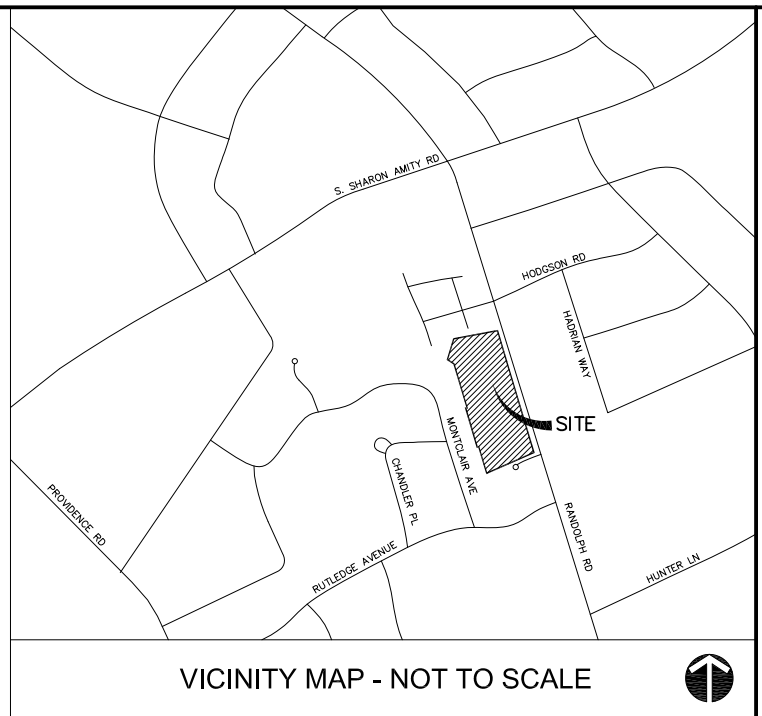 S. SHARON AMITY RD
HODGSON RD
HADRIAN WAY
SITE
MONTCLAIR AVE
CHANDLER PL
PROVIDENCE RD
RANDOLPH RD
RUTLEDGE AVENUE
HUNTER LN
VICINITY MAP - NOT TO SCALE